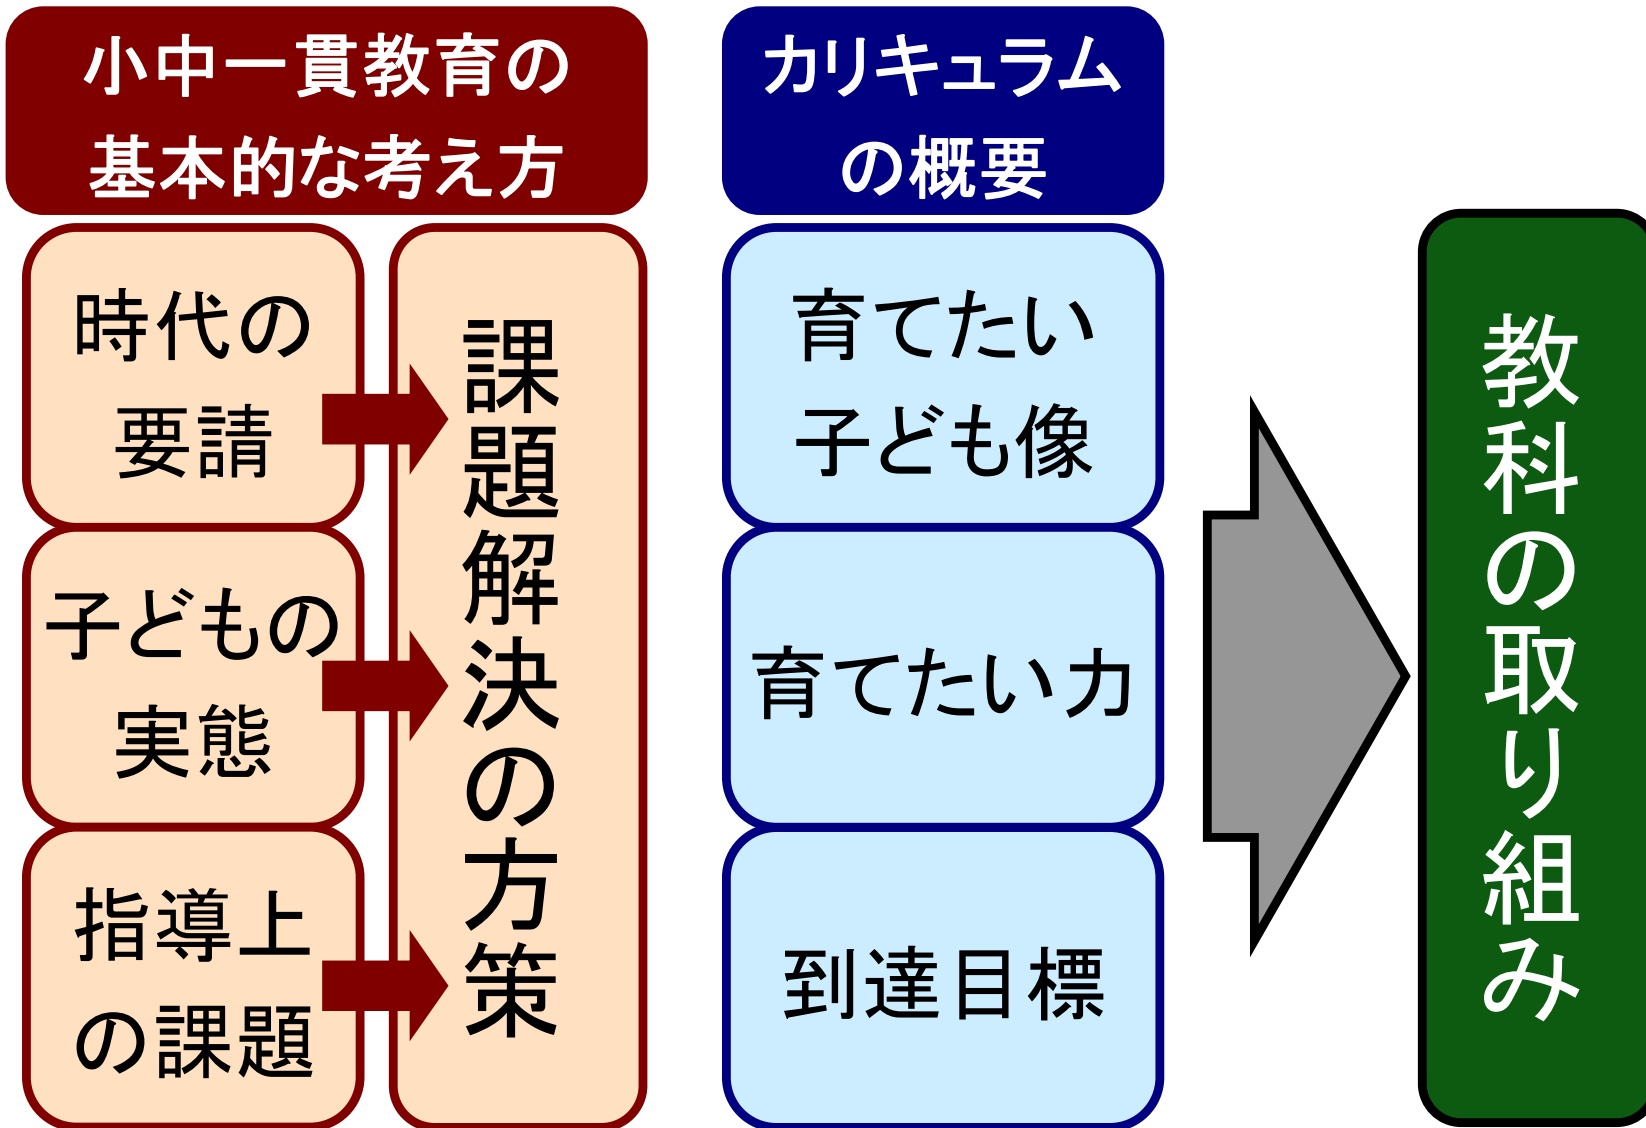 小中一貫教育の
基本的な考え方
時代の
要請
子どもの
実態
指導上
の課題
課題解決の方策
カリキュラム
の概要
育てたい
子ども像
育てたい力
到達目標
教科の取り組み